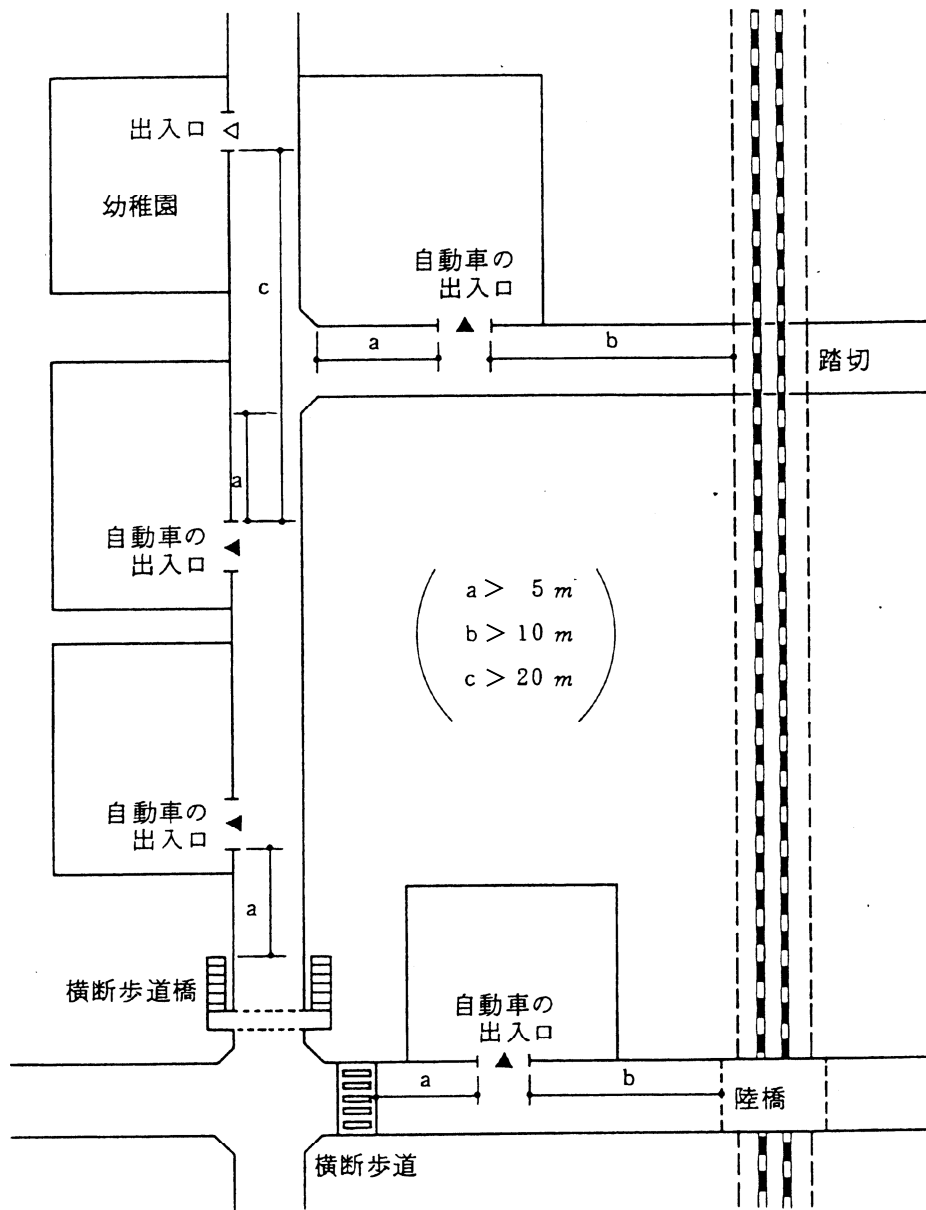 出入口
幼稚園
自動車の
出入口
c
a
b
踏切
a
自動車の
出入口
a > 5 m
b > 10 m
c > 20 m
自動車の
出入口
a
横断歩道橋
自動車の
出入口
a
b
陸橋
横断歩道